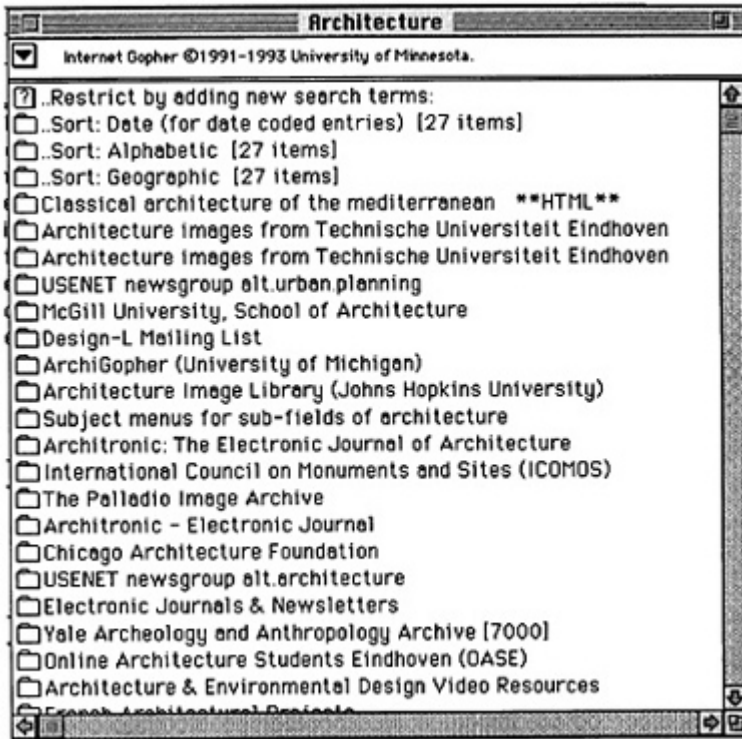 Architecture
Internet Gopher ©1991-1993 University of Minnesota.
?..Restrict by adding new search terms:
..Sort: Date (for date coded entries) [27 items]
..Sort: Alphabetic [27 items]
..Sort: Geographic [27 items]
Classical architecture of the mediterranean **HTML**
Architecture images from Technische Universiteit Eindhoven
Architecture images from Technische Universiteit Eindhoven
USENET newsgroup alt.urban.planning
McGill University, School of Architecture
Design-L Mailing List
ArchiGopher (University of Michigan)
Architecture Image Library (Johns Hopkins University)
Subject menus for sub-fields of architecture
Architronic: The Electronic Journal of Architecture
International Council on Monuments and Sites (ICOMOS)
The Palladio Image Archive
Architronic - Electronic Journal
Chicago Architecture Foundation
USENET newsgroup alt.architecture
Electronic Journals & Newsletters
Yale Archeology and Anthropology Archive [7000]
Online Architecture Students Eindhoven (OASE)
Architecture & Environmental Design Video Resources
French Architectural Projects